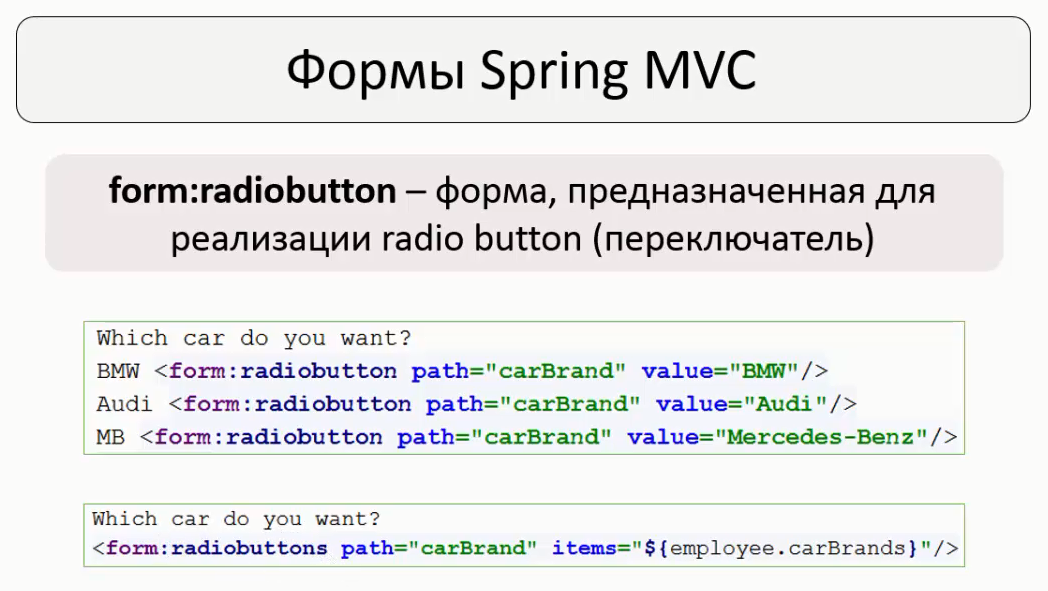 Формы Spring MVC
form:radiobutton – форма, предназначенная для
реализации radio button (переключатель)
Which car do you want?
BMW <form:radiobutton path="carBrand" value="BMW"/>
Audi <form:radiobutton path="carBrand" value="Audi"/>
MB <form:radiobutton path="carBrand" value="Mercedes-Benz"/>
Which car do you want?
<form:radiobuttons path="carBrand" items="${employee.carBrands}"/>